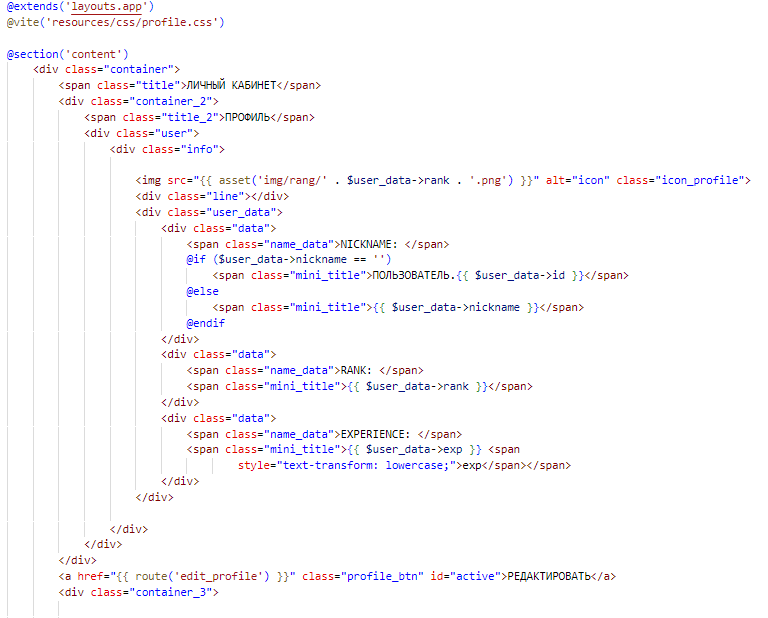 @extends('layouts.app')
@vite('resources/css/profile.css')
@section('content')
<div class="container">
<span class="title">ЛИЧНЫЙ КАБИНЕТ</span>
<div class="container_2">
<span class="title_2">ПРОФИЛЬ</span>
<div class="user">
<div class="info">
<img src="{{ asset('img/rang/' . $user_data->rank . '.png') }}" alt="icon" class="icon_profile">
<div class="line"></div>
<div class="user_data">
<div class="data">
<span class="name_data">NICKNAME: </span>
@if ($user_data->nickname == '')
<span class="mini_title">ПОЛЬЗОВАТЕЛЬ.{{ $user_data->id }}</span>
@else
<span class="mini_title">{{ $user_data->nickname }}</span>
@endif
</div>
<div class="data">
<span class="name_data">RANK: </span>
<span class="mini_title">{{ $user_data->rank }}</span>
</div>
<div class="data">
<span class="name_data">EXPERIENCE: </span>
<span class="mini_title">{{ $user_data->exp }} <span
style="text-transform: lowercase;">exp</span></span>
</div>
</div>
</div>
</div>
</div>
<a href="{{ route('edit_profile') }}" class="profile_btn" id="active">РЕДАКТИРОВАТЬ</a>
<div class="container_3">